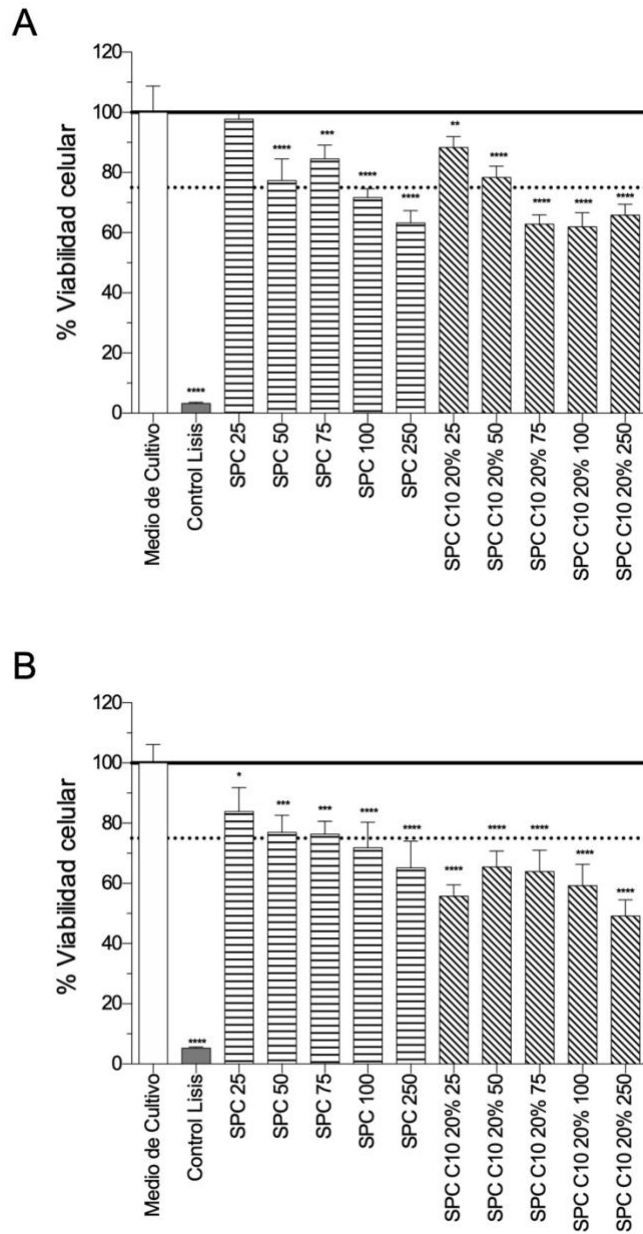 A
% Viabilidad celular
120
100
80
60
40
20
0
****
****
***
****
****
**
****
****
****
****
Medio de Cultivo
Control Lisis
SPC 25
SPC 50
SPC 75
SPC 100
SPC 250
SPC C10 20% 25
SPC C10 20% 50
SPC C10 20% 75
SPC C10 20% 100
SPC C10 20% 250
B
% Viabilidad celular
120
100
80
60
40
20
0
****
*
***
***
****
****
****
****
****
****
****
Medio de Cultivo
Control Lisis
SPC 25
SPC 50
SPC 75
SPC 100
SPC 250
SPC C10 20% 25
SPC C10 20% 50
SPC C10 20% 75
SPC C10 20% 100
SPC C10 20% 250